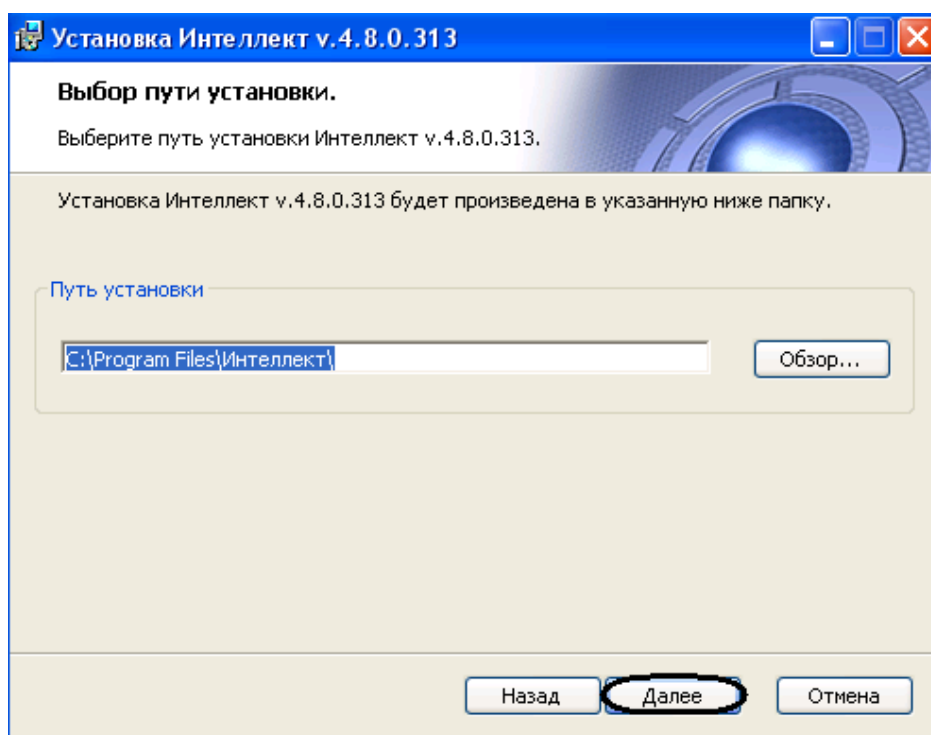 Установка Интеллект v.4.8.0.313
Выбор пути установки.
Выберите путь установки Интеллект v.4.8.0.313.
Установка Интеллект v.4.8.0.313 будет произведена в указанную ниже папку.
Путь установки
C:\Program Files\Интеллект\
Обзор...
Назад
Далее
Отмена